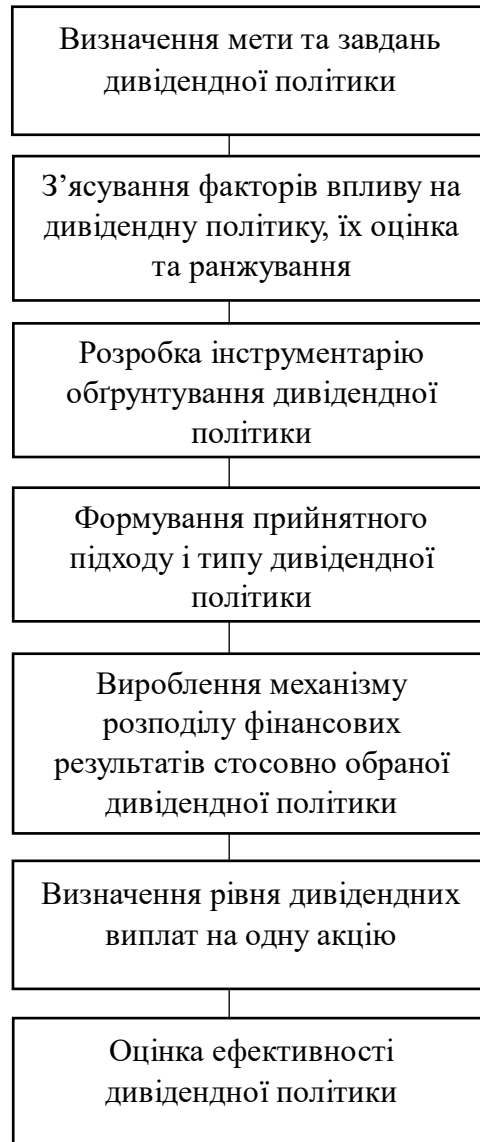 Визначення мети та завдань
дивідендної політики
З’ясування факторів впливу на
дивідендну політику, їх оцінка
та ранжування
Розробка інструментарію
обґрунтування дивідендної
політики
Формування прийнятного
підходу і типу дивідендної
політики
Вироблення механізму
розподілу фінансових
результатів стосовно обраної
дивідендної політики
Визначення рівня дивідендних
виплат на одну акцію
Оцінка ефективності
дивідендної політики